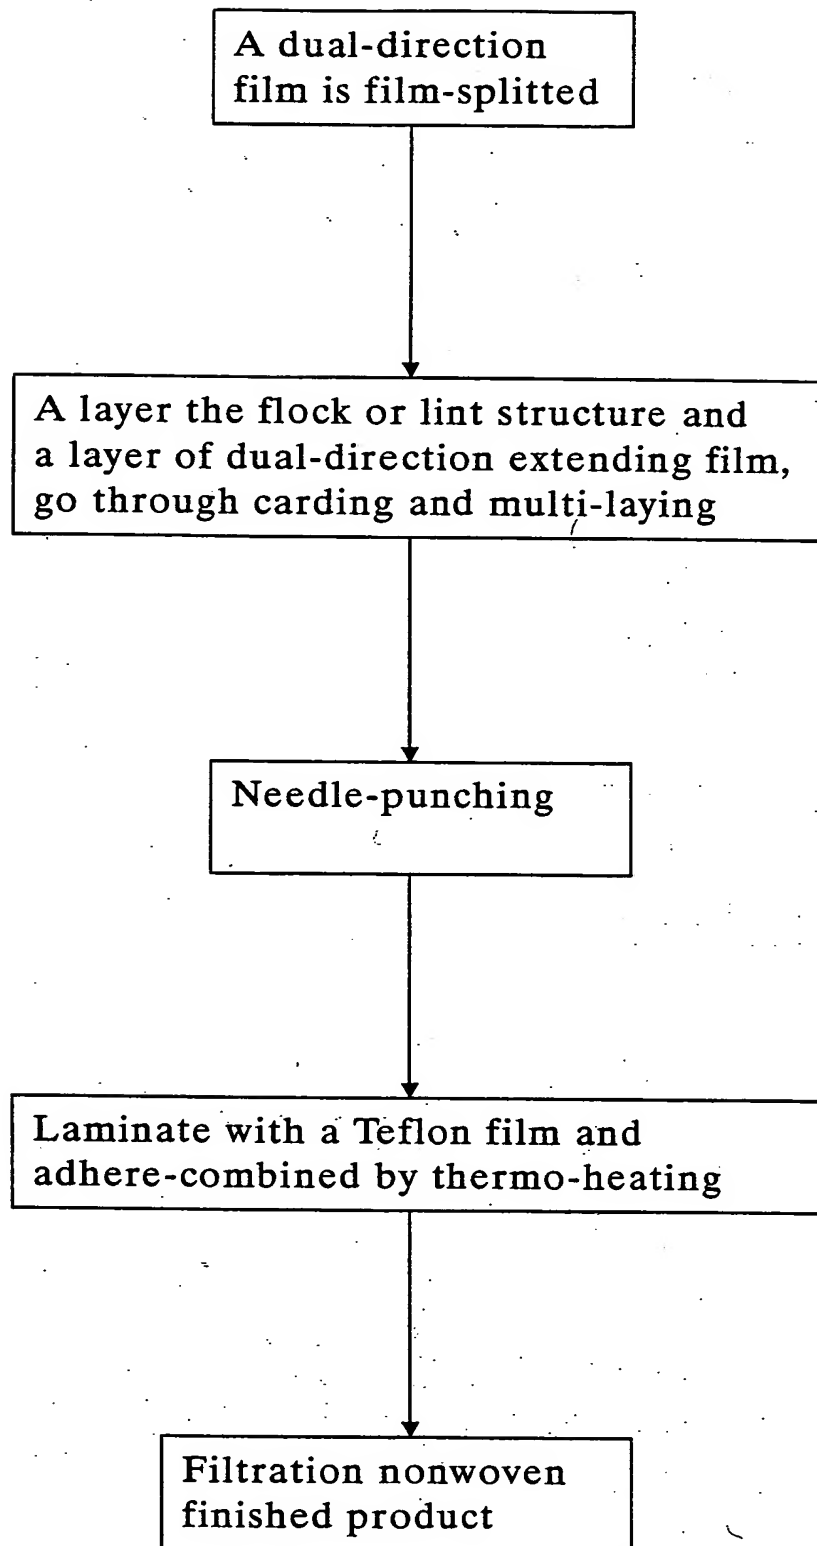 A dual-direction
film is film-splitted
A layer the flock or lint structure and
a layer of dual-direction extending film,
go through carding and multi-laying
Needle-punching
Laminate with a Teflon film and
adhere-combined by thermo-heating
Filtration nonwoven
finished product